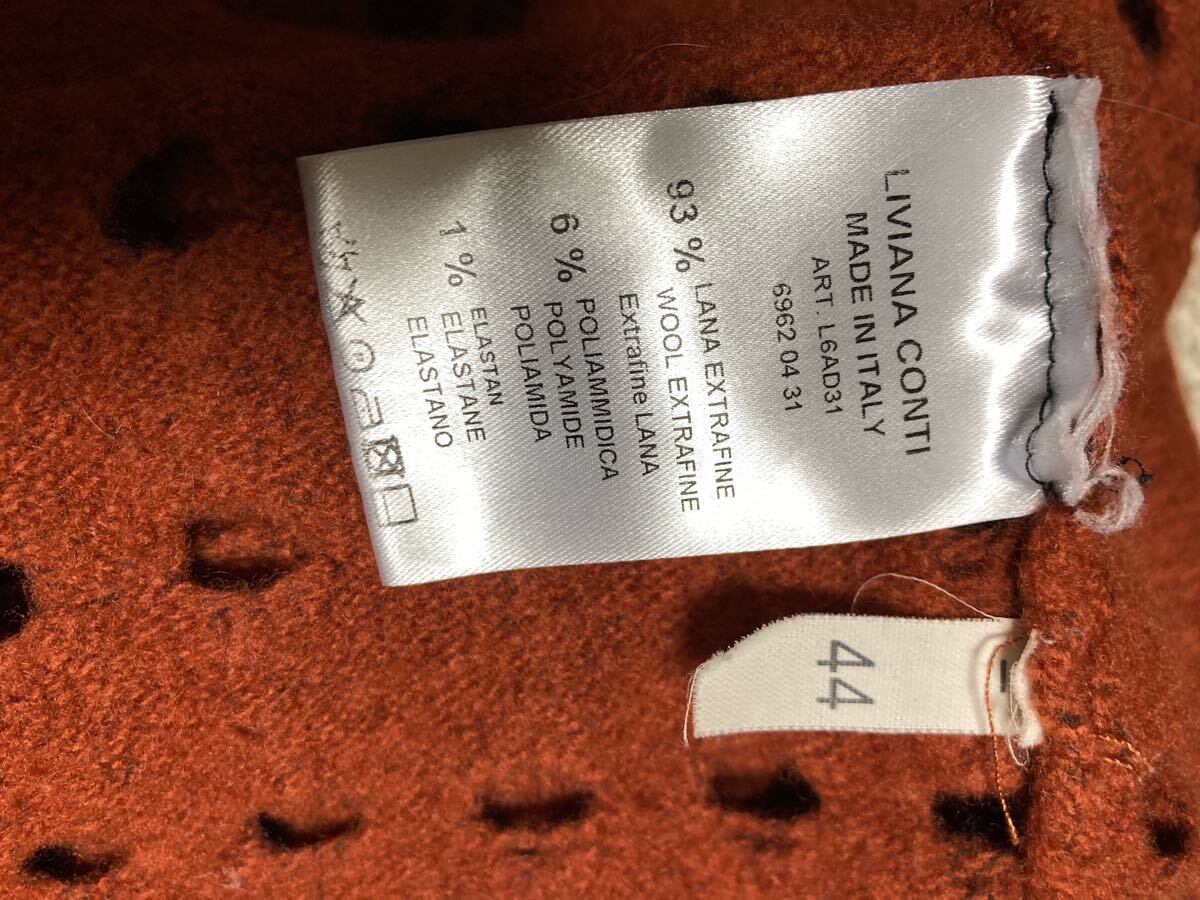 LIVIANA CONTI
MADE IN ITALY
ART. L6AD31
6962 04 31
93 % LANA EXTRAFINE
WOOL EXTRAFINE
Extrafine LANA
6 % POLIAMMIDICA
POLYAMIDE
POLIAMIDA
1 % ELASTAN
ELASTANE
ELASTANO
44